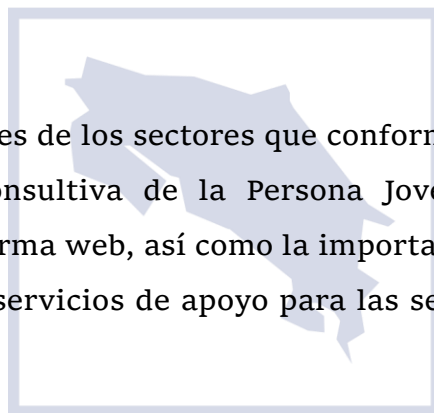 es de los sectores que conform
onsultiva de la Persona Jov
rma web, así como la importa
servicios de apoyo para las se